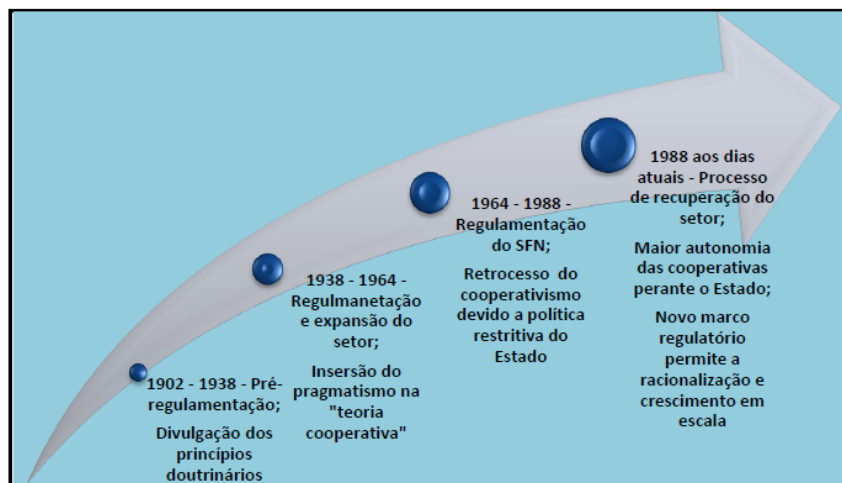 1902 - 1938 - Pré-
regulamentação;
Divulgação dos
princípios
doutrinários
1938 - 1964 -
Regulmanetação
e expansão do
setor;
Insersão do
pragmatismo na
"teoria
cooperativa"
1964 - 1988 -
Regulamentação
do SFN;
Retrocesso do
cooperativismo
devido a política
restritiva do
Estado
1988 aos dias
atuais - Processo
de recuperação do
setor;
Maior autonomia
das cooperativas
perante o Estado;
Novo marco
regulatório
permite a
racionalização e
crescimento em
escala